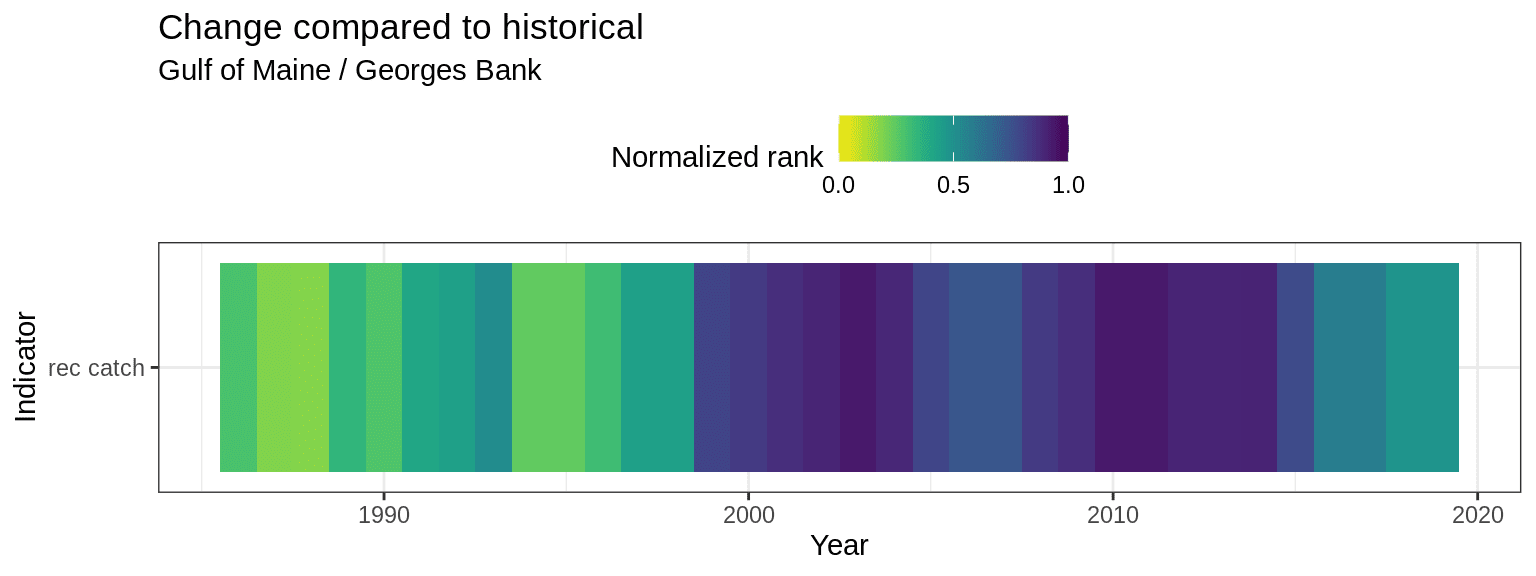 Change compared to historical
Gulf of Maine / Georges Bank
Normalized rank
0.0 0.5 1.0
Indicator
rec catch
1990 2000 2010 2020
Year